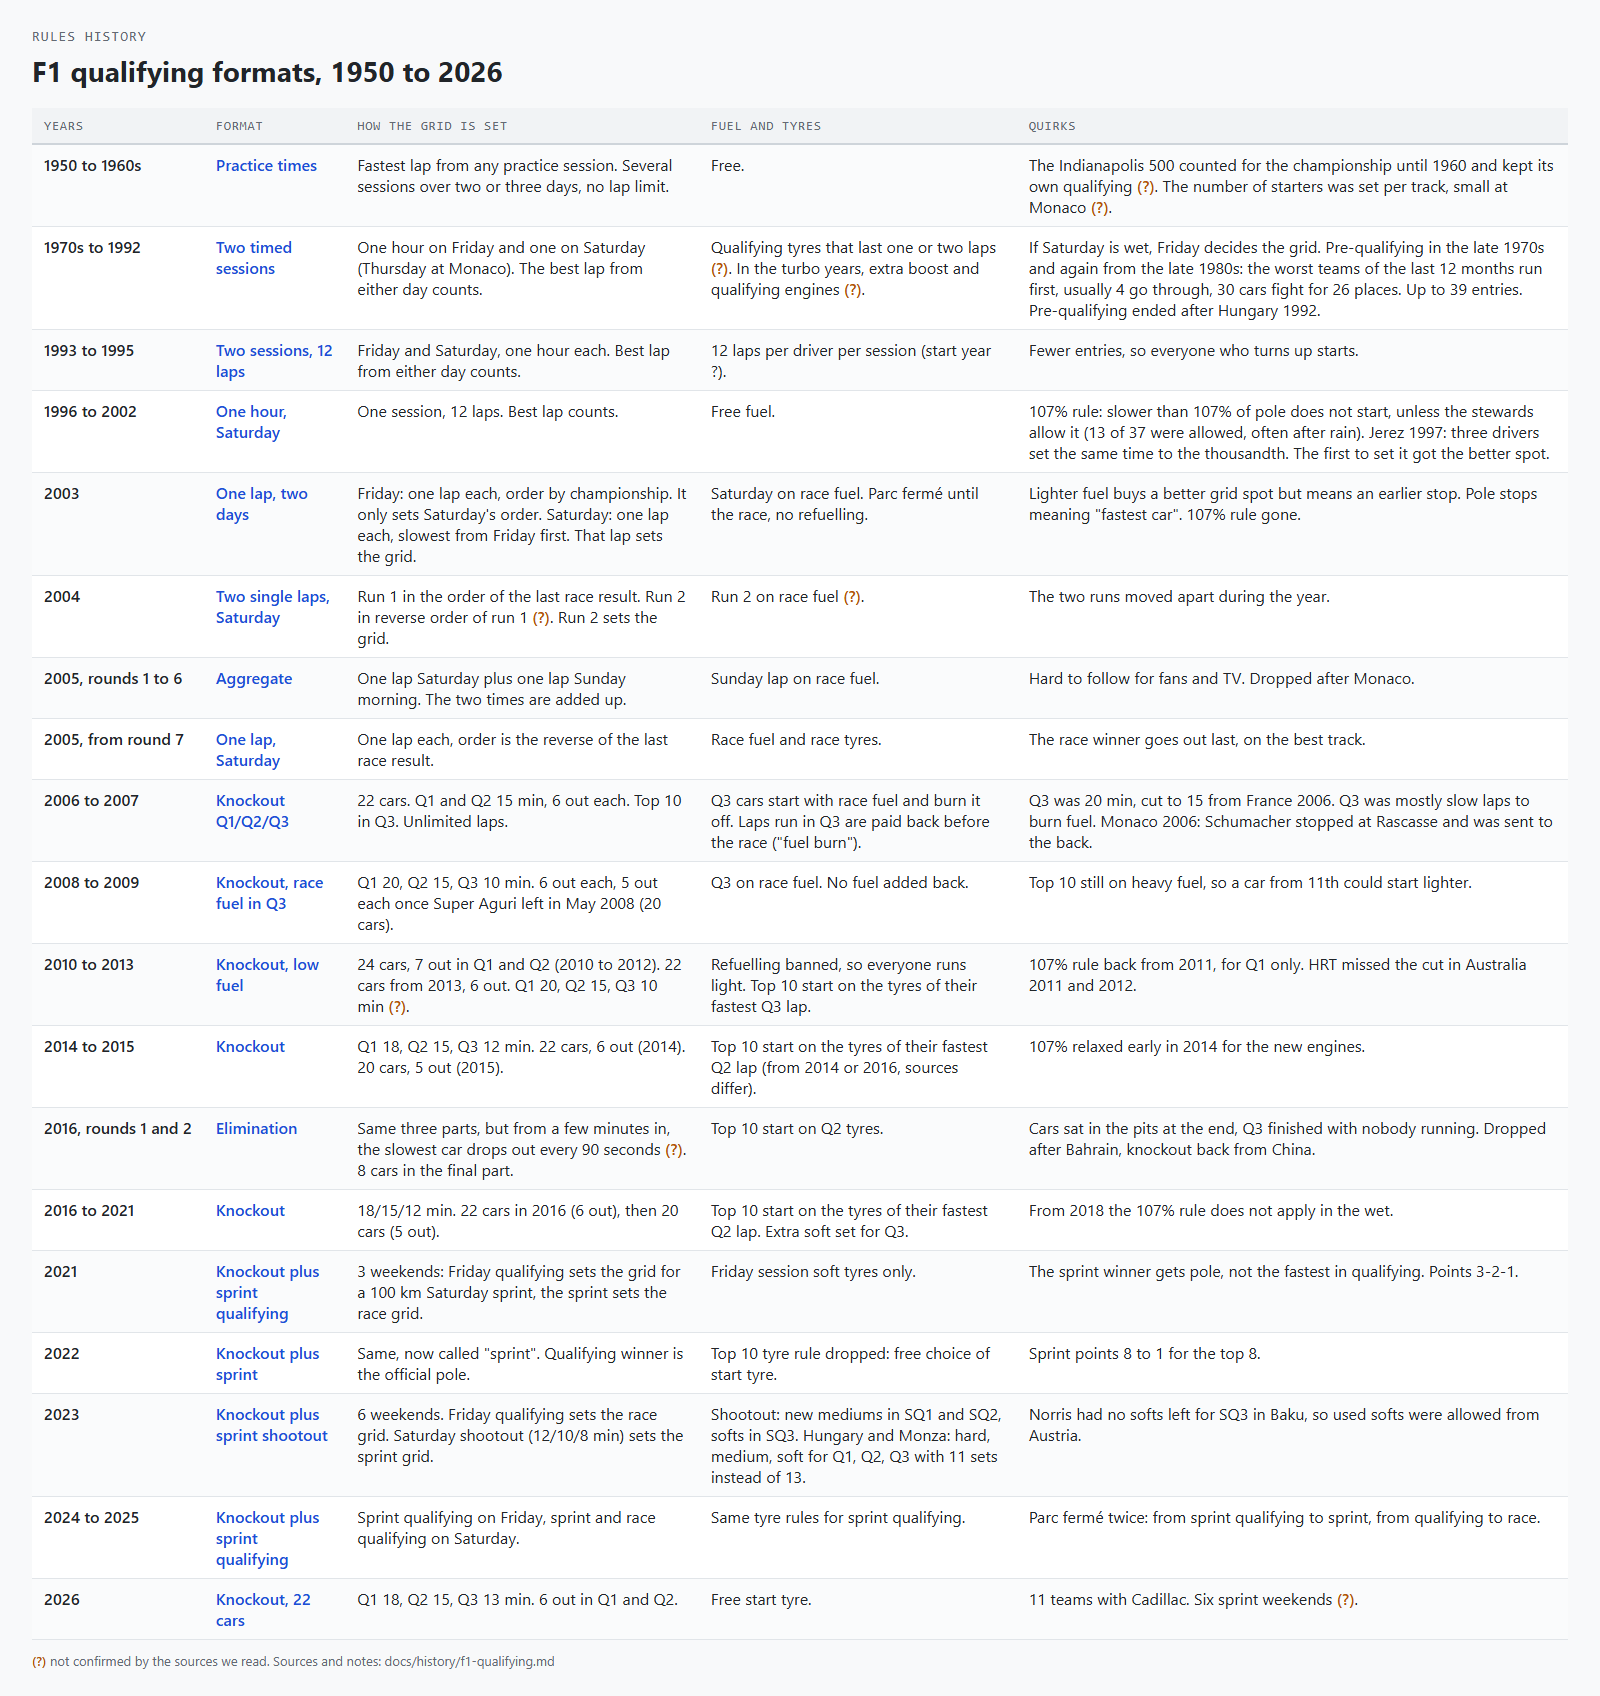 RULES HISTORY
F1 qualifying formats, 1950 to 2026
YEARS FORMAT HOW THE GRID IS SET FUEL AND TYRES QUIRKS
1950 to 1960s
Practice times
Fastest lap from any practice session. Several
sessions over two or three days, no lap limit.
Free.
The Indianapolis 500 counted for the championship until 1960 and kept its
own qualifying (?). The number of starters was set per track, small at
Monaco (?).
1970s to 1992
Two timed
sessions
One hour on Friday and one on Saturday
(Thursday at Monaco). The best lap from
either day counts.
Qualifying tyres that last one or two laps
(?). In the turbo years, extra boost and
qualifying engines (?).
If Saturday is wet, Friday decides the grid. Pre-qualifying in the late 1970s
and again from the late 1980s: the worst teams of the last 12 months run
first, usually 4 go through, 30 cars fight for 26 places. Up to 39 entries.
Pre-qualifying ended after Hungary 1992.
1993 to 1995
Two sessions, 12
laps
Friday and Saturday, one hour each. Best lap
from either day counts.
12 laps per driver per session (start year
?).
Fewer entries, so everyone who turns up starts.
1996 to 2002
One hour,
Saturday
One session, 12 laps. Best lap counts.
Free fuel.
107% rule: slower than 107% of pole does not start, unless the stewards
allow it (13 of 37 were allowed, often after rain). Jerez 1997: three drivers
set the same time to the thousandth. The first to set it got the better spot.
2003
One lap, two
days
Friday: one lap each, order by championship. It
only sets Saturday's order. Saturday: one lap
each, slowest from Friday first. That lap sets
the grid.
Saturday on race fuel. Parc fermé until
the race, no refuelling.
Lighter fuel buys a better grid spot but means an earlier stop. Pole stops
meaning "fastest car". 107% rule gone.
2004
Two single laps,
Saturday
Run 1 in the order of the last race result. Run 2
in reverse order of run 1 (?). Run 2 sets the
grid.
Run 2 on race fuel (?).
The two runs moved apart during the year.
2005, rounds 1 to 6
Aggregate
One lap Saturday plus one lap Sunday
morning. The two times are added up.
Sunday lap on race fuel.
Hard to follow for fans and TV. Dropped after Monaco.
2005, from round 7
One lap,
Saturday
One lap each, order is the reverse of the last
race result.
Race fuel and race tyres.
The race winner goes out last, on the best track.
2006 to 2007
Knockout
Q1/Q2/Q3
22 cars. Q1 and Q2 15 min, 6 out each. Top 10
in Q3. Unlimited laps.
Q3 cars start with race fuel and burn it
off. Laps run in Q3 are paid back before
the race ("fuel burn").
Q3 was 20 min, cut to 15 from France 2006. Q3 was mostly slow laps to
burn fuel. Monaco 2006: Schumacher stopped at Rascasse and was sent to
the back.
2008 to 2009
Knockout, race
fuel in Q3
Q1 20, Q2 15, Q3 10 min. 6 out each, 5 out
each once Super Aguri left in May 2008 (20
cars).
Q3 on race fuel. No fuel added back.
Top 10 still on heavy fuel, so a car from 11th could start lighter.
2010 to 2013
Knockout, low
fuel
24 cars, 7 out in Q1 and Q2 (2010 to 2012). 22
cars from 2013, 6 out. Q1 20, Q2 15, Q3 10
min (?).
Refuelling banned, so everyone runs
light. Top 10 start on the tyres of their
fastest Q3 lap.
107% rule back from 2011, for Q1 only. HRT missed the cut in Australia
2011 and 2012.
2014 to 2015
Knockout
Q1 18, Q2 15, Q3 12 min. 22 cars, 6 out (2014).
20 cars, 5 out (2015).
Top 10 start on the tyres of their fastest
Q2 lap (from 2014 or 2016, sources
differ).
107% relaxed early in 2014 for the new engines.
2016, rounds 1 and 2
Elimination
Same three parts, but from a few minutes in,
the slowest car drops out every 90 seconds (?).
8 cars in the final part.
Top 10 start on Q2 tyres.
Cars sat in the pits at the end, Q3 finished with nobody running. Dropped
after Bahrain, knockout back from China.
2016 to 2021
Knockout
18/15/12 min. 22 cars in 2016 (6 out), then 20
cars (5 out).
Top 10 start on the tyres of their fastest
Q2 lap. Extra soft set for Q3.
From 2018 the 107% rule does not apply in the wet.
2021
Knockout plus
sprint
qualifying
3 weekends: Friday qualifying sets the grid for
a 100 km Saturday sprint, the sprint sets the
race grid.
Friday session soft tyres only.
The sprint winner gets pole, not the fastest in qualifying. Points 3-2-1.
2022
Knockout plus
sprint
Same, now called "sprint". Qualifying winner is
the official pole.
Top 10 tyre rule dropped: free choice of
start tyre.
Sprint points 8 to 1 for the top 8.
2023
Knockout plus
sprint shootout
6 weekends. Friday qualifying sets the race
grid. Saturday shootout (12/10/8 min) sets the
sprint grid.
Shootout: new mediums in SQ1 and SQ2,
softs in SQ3. Hungary and Monza: hard,
medium, soft for Q1, Q2, Q3 with 11 sets
instead of 13.
Norris had no softs left for SQ3 in Baku, so used softs were allowed from
Austria.
2024 to 2025
Knockout plus
sprint
qualifying
Sprint qualifying on Friday, sprint and race
qualifying on Saturday.
Same tyre rules for sprint qualifying.
Parc fermé twice: from sprint qualifying to sprint, from qualifying to race.
2026
Knockout, 22
cars
Q1 18, Q2 15, Q3 13 min. 6 out in Q1 and Q2.
Free start tyre.
11 teams with Cadillac. Six sprint weekends (?).
(?) not confirmed by the sources we read. Sources and notes: docs/history/f1-qualifying.md